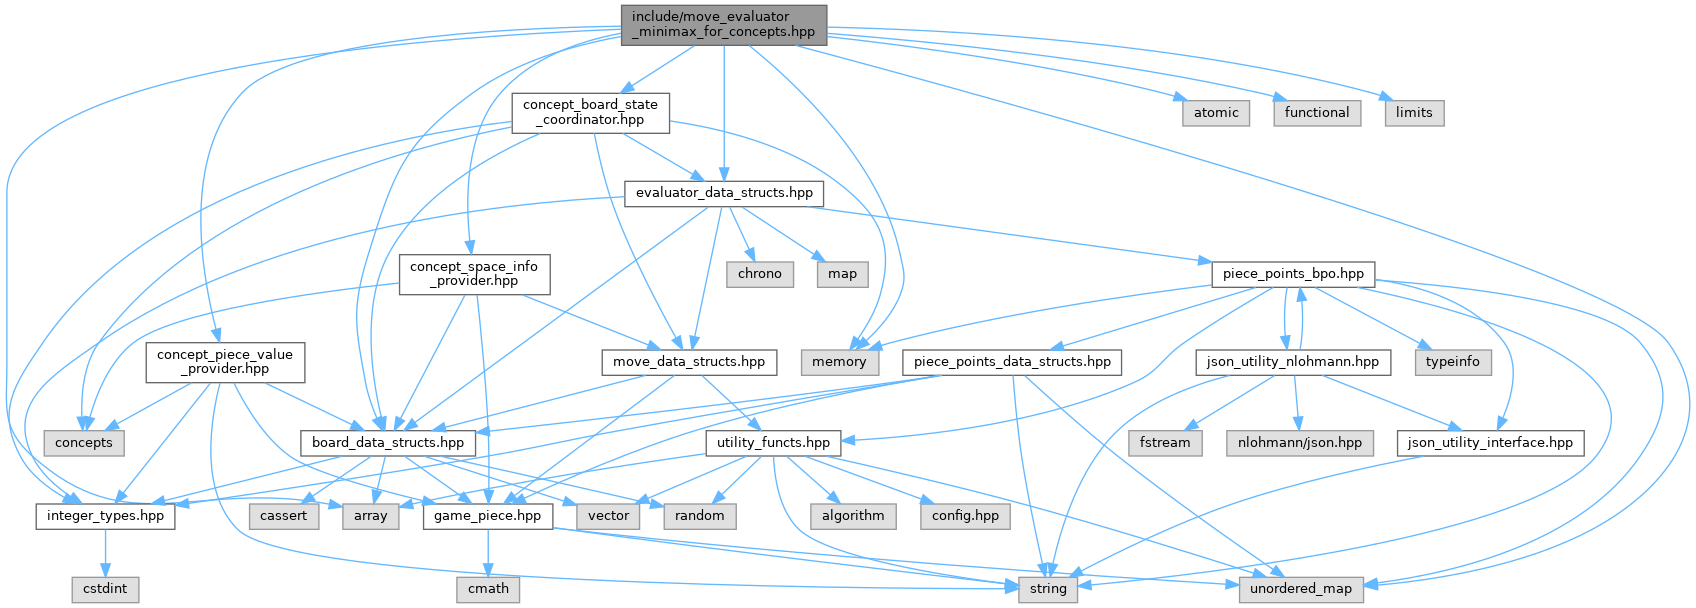 include/move_evaluator
_minimax_for_concepts.hpp
concept_board_state
_coordinator.hpp
atomic
functional
limits
evaluator_data_structs.hpp
concept_space_info
_provider.hpp
chrono
map
piece_points_bpo.hpp
concept_piece_value
_provider.hpp
move_data_structs.hpp
memory
piece_points_data_structs.hpp
json_utility_nlohmann.hpp
typeinfo
concepts
board_data_structs.hpp
utility_functs.hpp
fstream
nlohmann/json.hpp
json_utility_interface.hpp
integer_types.hpp
cassert
array
game_piece.hpp
vector
random
algorithm
config.hpp
cstdint
cmath
string
unordered_map